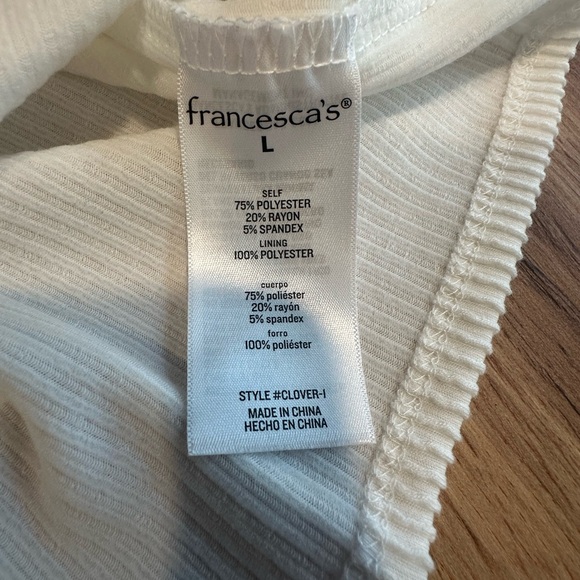 francesca's®
L
SELF
75% POLYESTER
20% RAYON
5% SPANDEX
LINING
100% POLYESTER
cuerpo
75% poliéster
20% rayón
5% spandex
forro
100% poliéster
STYLE #CLOVER-I
MADE IN CHINA
HECHO EN CHINA